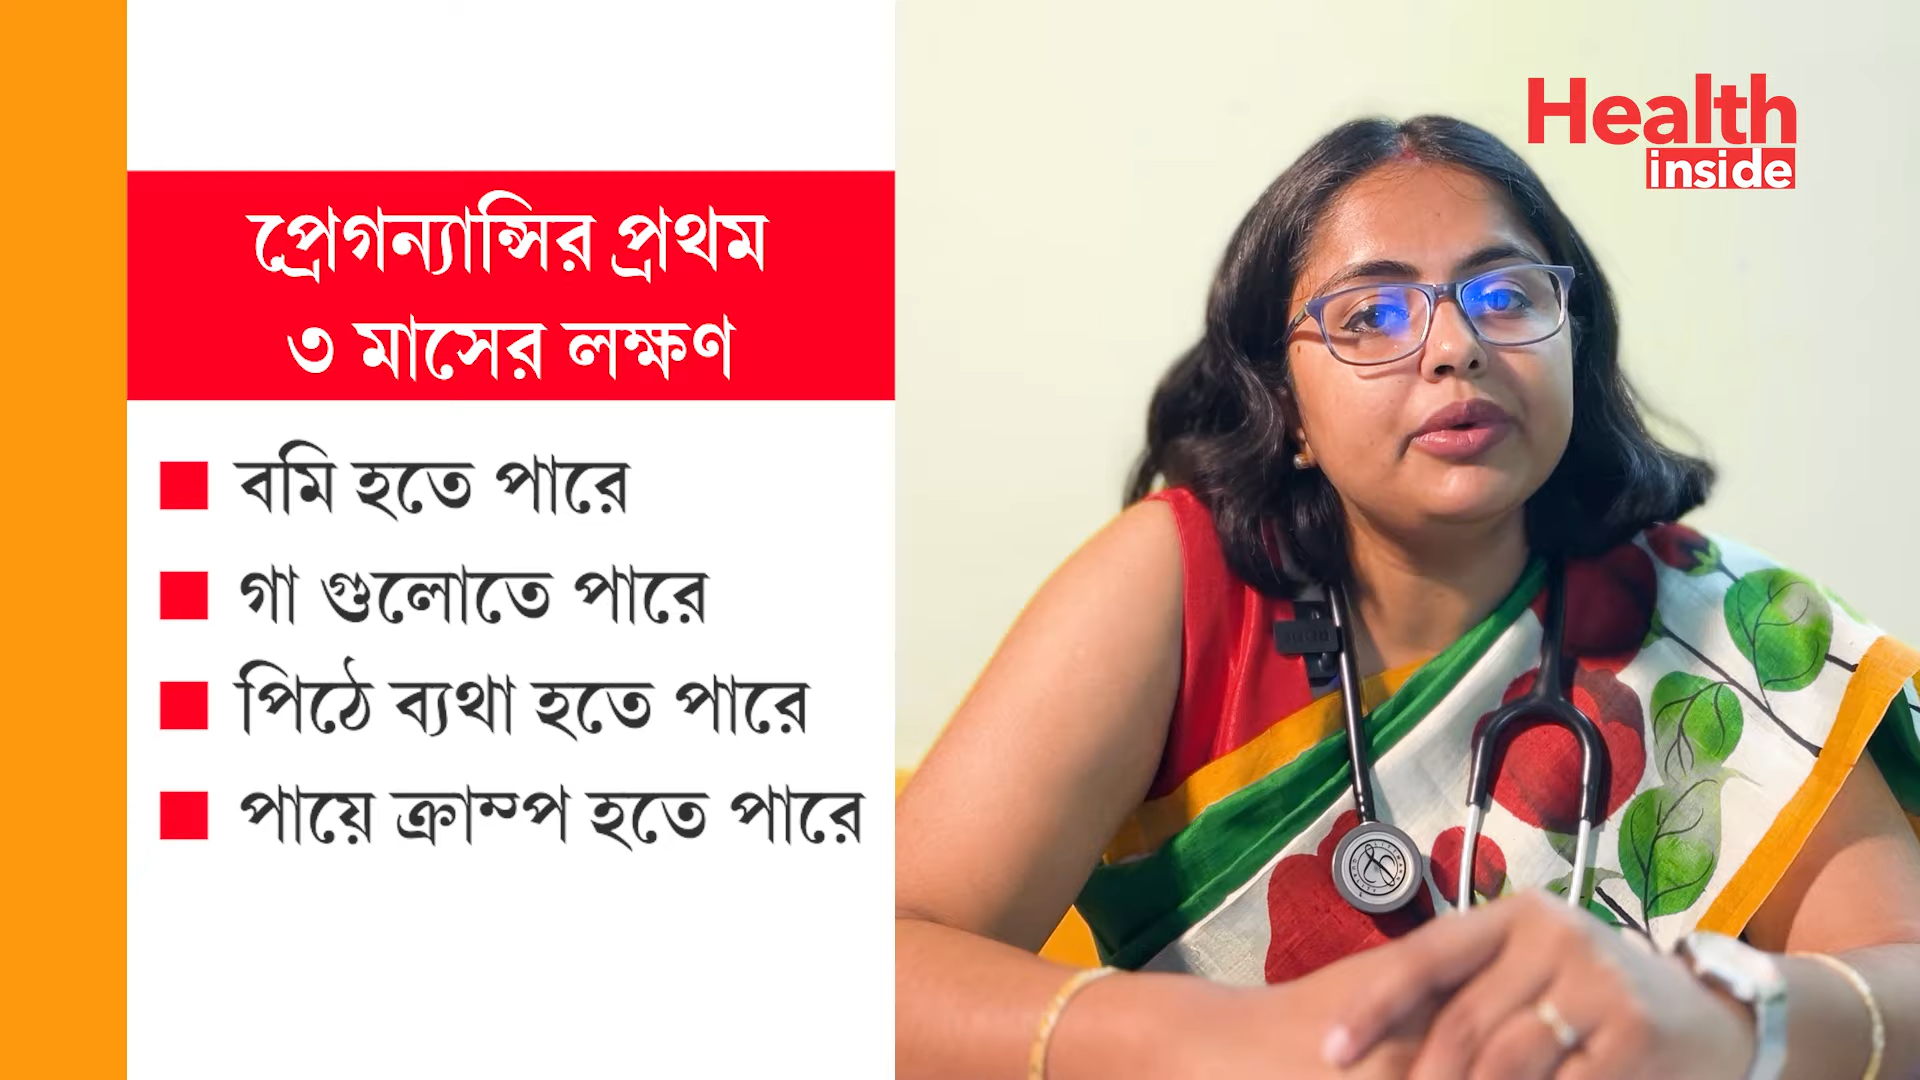 প্রেগন্যান্সির প্রথম
৩ মাসের লক্ষণ
বমি হতে পারে
গা গুলোতে পারে
পিঠে ব্যথা হতে পারে
পায়ে ক্রাম্প হতে পারে
Health
inside